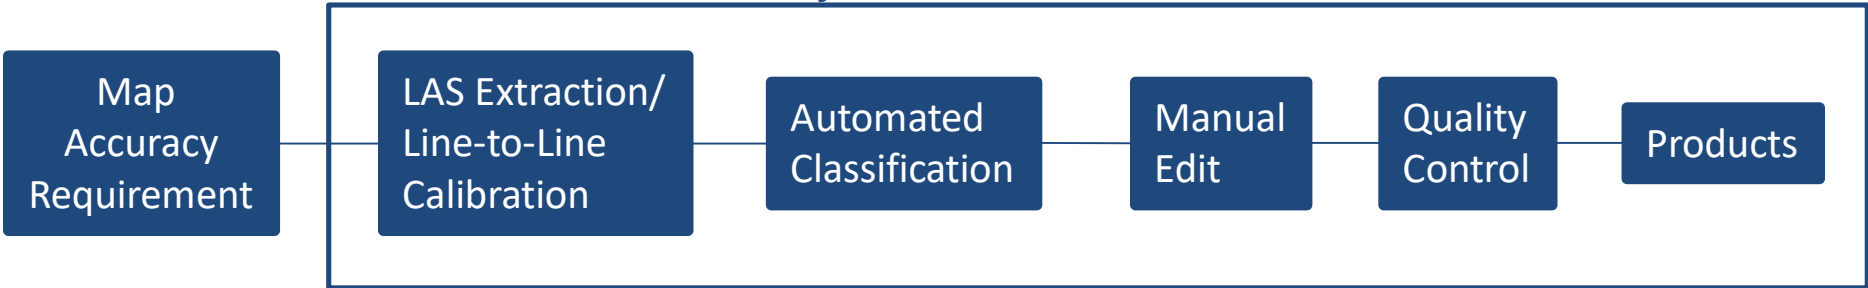 Map
Accuracy
Requirement
LAS Extraction/
Line-to-Line
Calibration
Automated
Classification
Manual
Edit
Quality
Control
Products